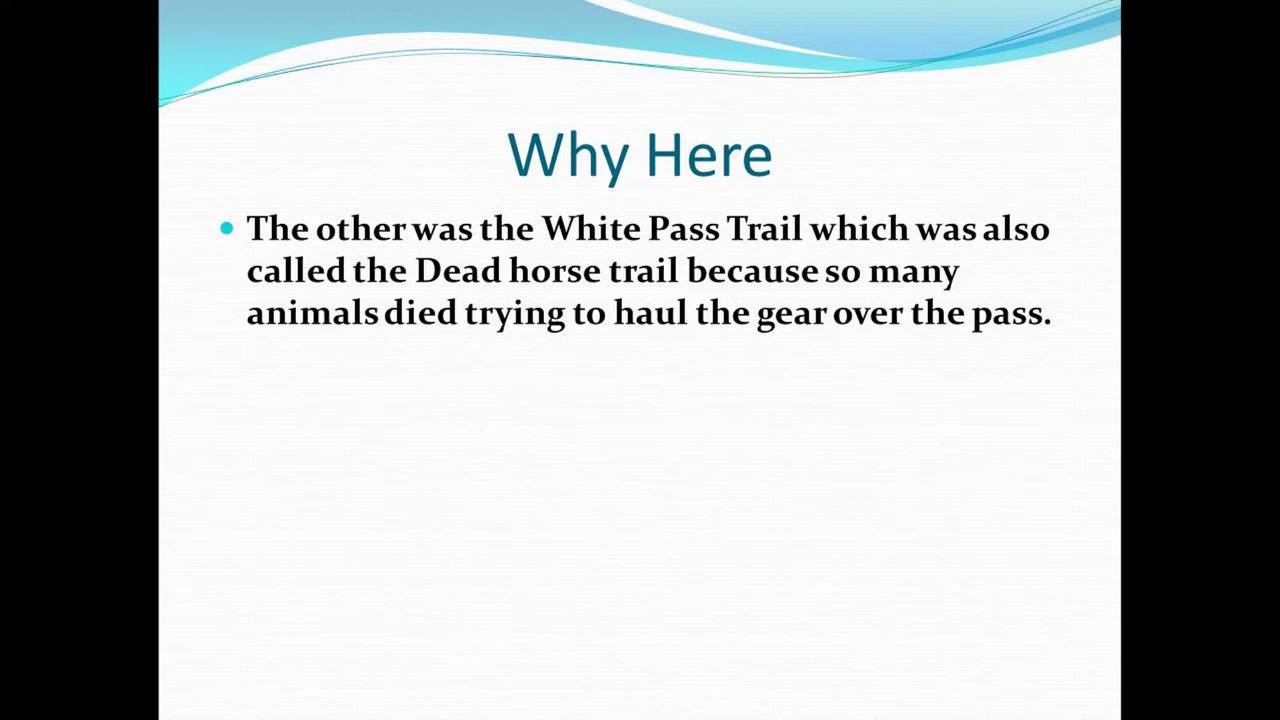 Why Here
The other was the White Pass Trail which was also
called the Dead horse trail because so many
animals died trying to haul the gear over the pass.